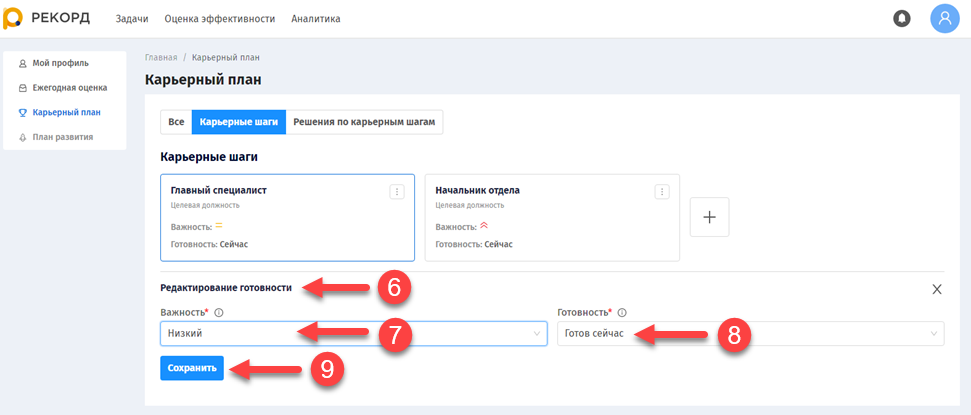 РЕКОРД Задачи Оценка эффективности Аналитика
Мой профиль
Ежегодная оценка
Карьерный план
План развития
Главная / Карьерный план
Карьерный план
Все Карьерные шаги Решения по карьерным шагам
Карьерные шаги
Главный специалист
Целевая должность
Важность:
Готовность: Сейчас
Начальник отдела
Целевая должность
Важность:
Готовность: Сейчас
Редактирование готовности 6
Важность* Готовность*
Низкий 7 Готов сейчас 8
Сохранить 9